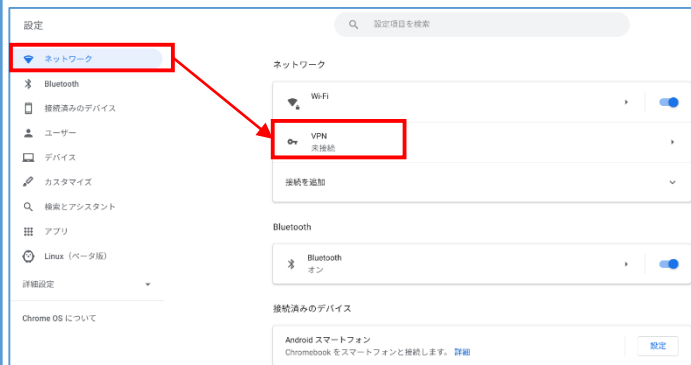 設定
設定項目を検索
ネットワーク
Bluetooth
接続済みのデバイス
ユーザー
デバイス
カスタマイズ
検索とアシスタント
アプリ
Linux（ベータ版）
詳細設定
Chrome OS について
ネットワーク
Wi-Fi
VPN
未接続
接続を追加
Bluetooth
Bluetooth
オン
接続済みのデバイス
Android スマートフォン
Chromebook をスマートフォンと接続します。 詳細
設定